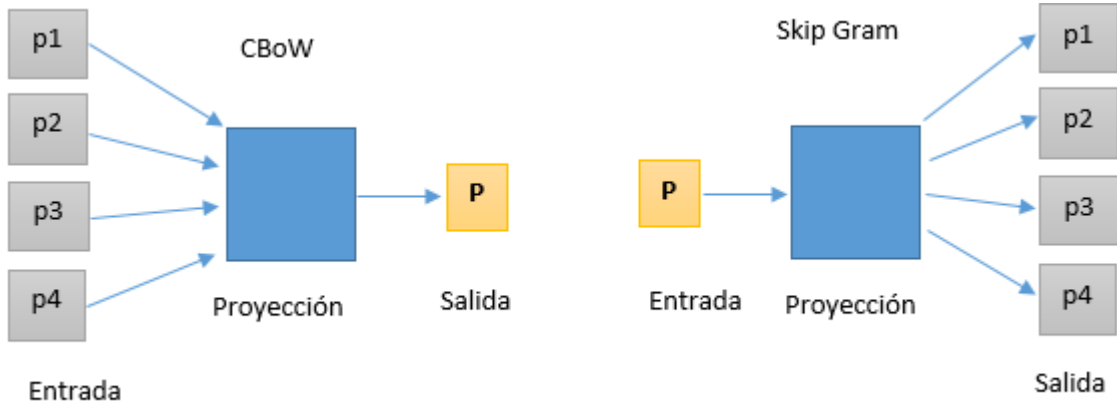 p1
p2
p3
p4
Entrada
CBoW
Proyección
P
Salida
Skip Gram
P
Entrada
Proyección
p1
p2
p3
p4
Salida